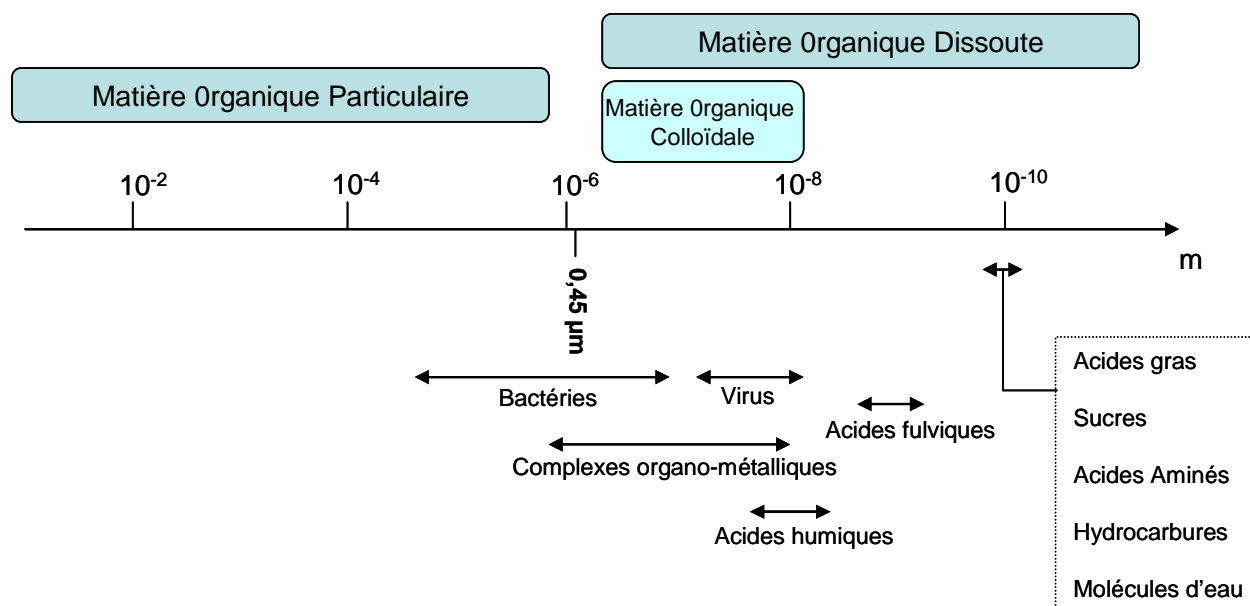 Matière 0rganique Dissoute
Matière 0rganique Particulaire
Matière 0rganique
Colloïdale
10-2
10-4
10-6
10-8
10-10
m
0,45 µm
Bactéries
Virus
Acides fulviques
Complexes organo-métalliques
Acides humiques
Acides gras
Sucres
Acides Aminés
Hydrocarbures
Molécules d'eau